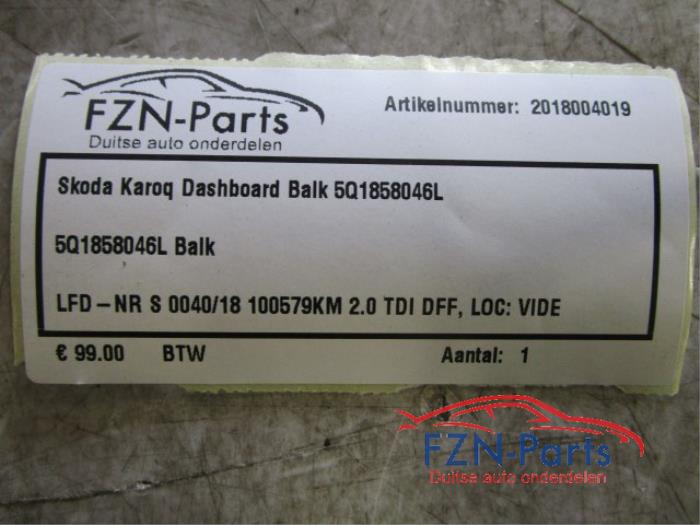 FZN-Parts
Duitse auto onderdelen
Artikelnummer: 2018004019
Skoda Karoq Dashboard Balk 5Q1858046L
5Q1858046L Balk
LFD-NR S 0040/18 100579KM 2.0 TDI DFF, LOC: VIDE
€ 99.00 BTW Aantal: 1
FZN-Parts
Duitse auto onderdelen